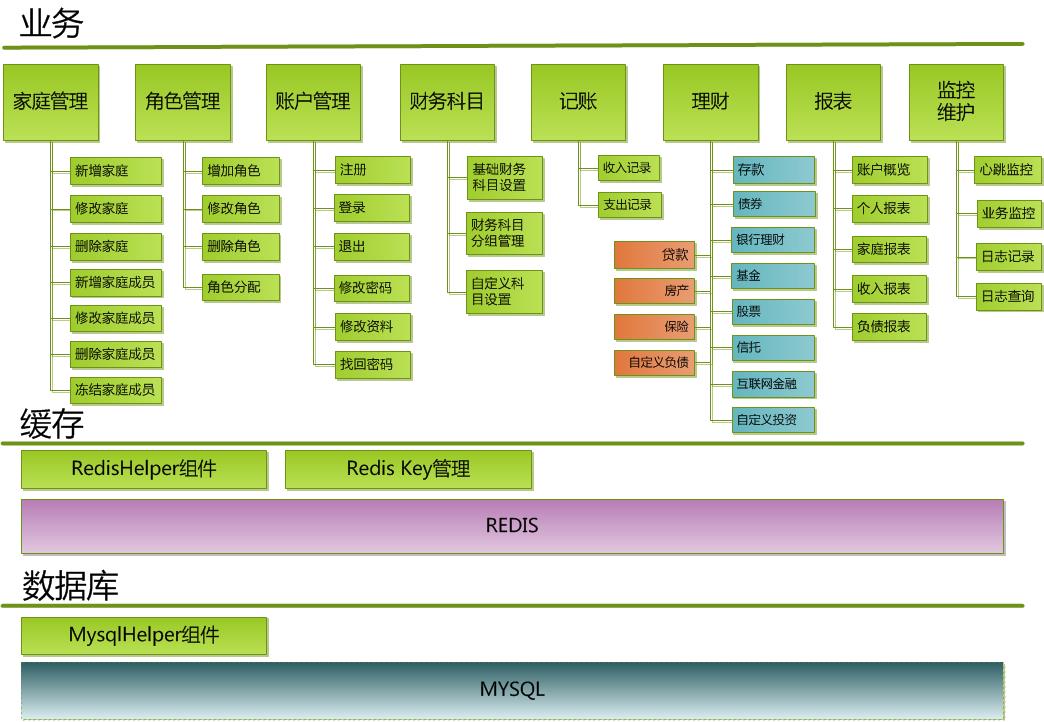 业务
家庭管理
新增家庭
修改家庭
删除家庭
新增家庭成员
修改家庭成员
删除家庭成员
冻结家庭成员
角色管理
增加角色
修改角色
删除角色
角色分配
账户管理
注册
登录
退出
修改密码
修改资料
找回密码
财务科目
基础财务
科目设置
财务科目
分组管理
自定义科
目设置
记账
收入记录
支出记录
理财
贷款
房产
保险
自定义负债
存款
债券
银行理财
基金
股票
信托
互联网金融
自定义投资
报表
账户概览
个人报表
家庭报表
收入报表
负债报表
监控
维护
心跳监控
业务监控
日志记录
日志查询
缓存
RedisHelper组件
Redis Key管理
REDIS
数据库
MysqlHelper组件
MYSQL